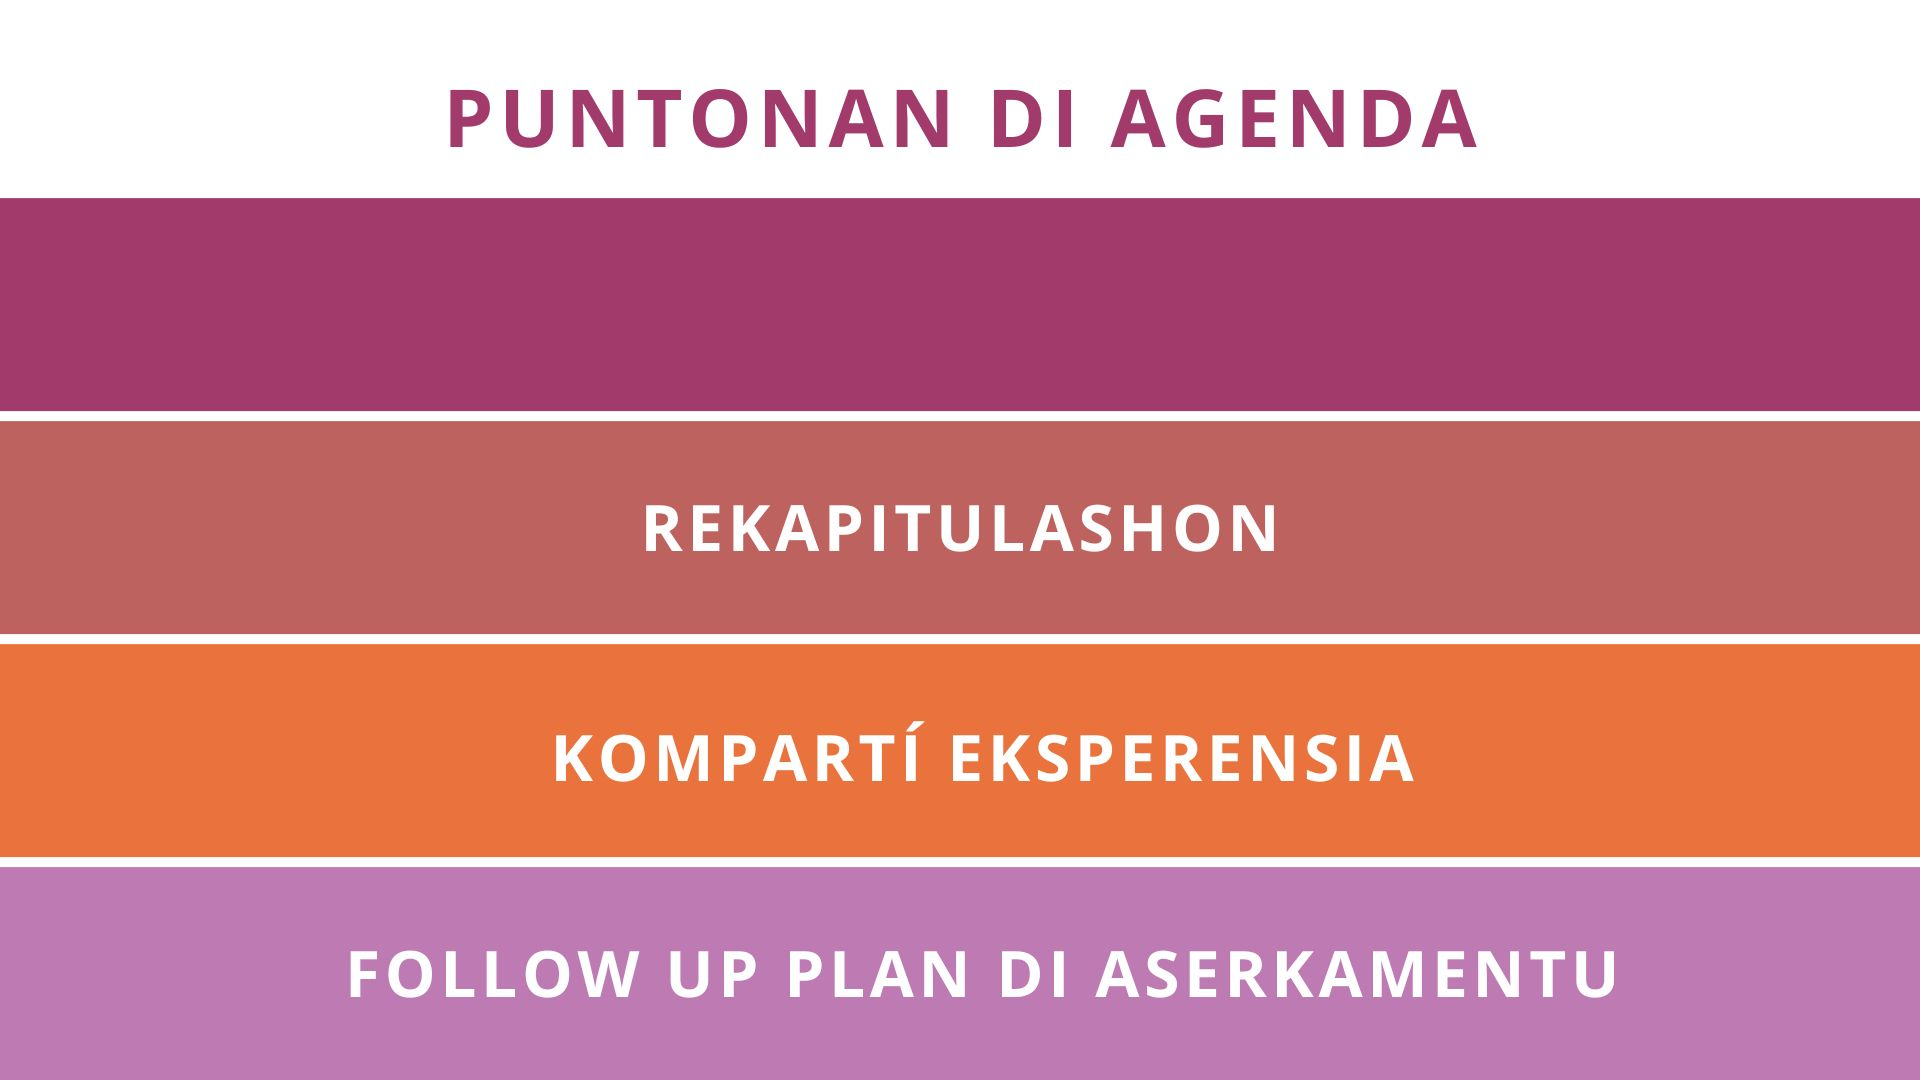 PUNTONAN DI AGENDA
REKAPITULASHON
KOMPARTÍ EKSPERENSIA
FOLLOW UP PLAN DI ASERKAMENTU